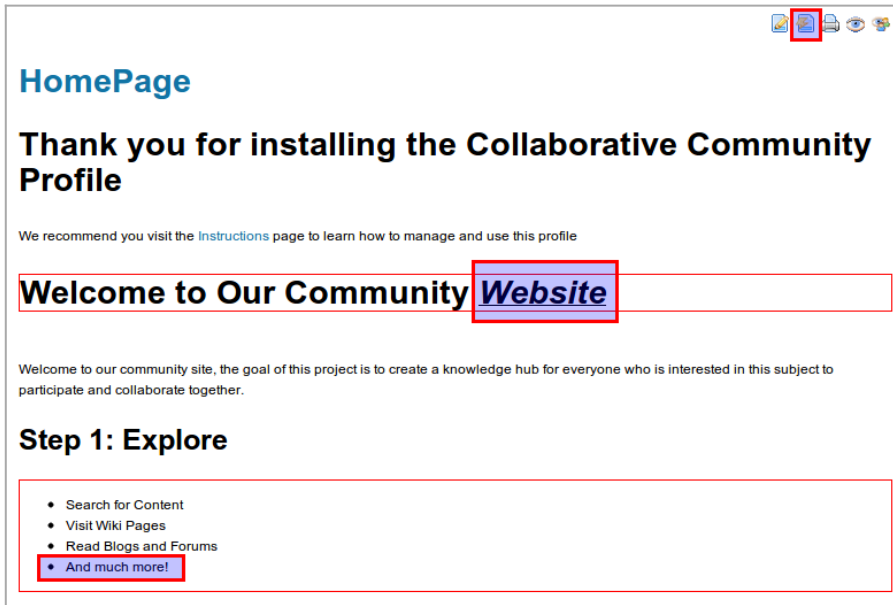 HomePage
Thank you for installing the Collaborative Community
Profile
We recommend you visit the Instructions page to learn how to manage and use this profile
Welcome to Our Community Website
Welcome to our community site, the goal of this project is to create a knowledge hub for everyone who is interested in this subject to
participate and collaborate together.
Step 1: Explore
• Search for Content
• Visit Wiki Pages
• Read Blogs and Forums
• And much more!